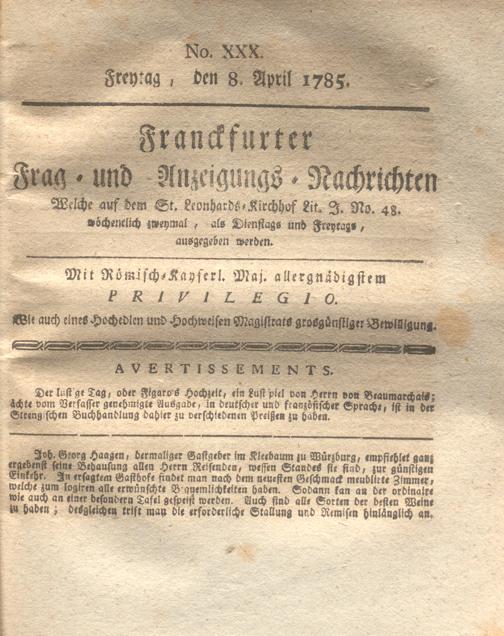 No. XXX.
Freytag, den 8. April 1785.
Franckfurter
Frag - und Anzeigungs - Nachrichten
Welche auf dem St. Leonhards-Kirchhof Lit. J. No. 48.
wöchentlich zweymal, als Dienstags und Freytags,
ausgegeben werden.
Mit Römisch-Kayserl. Maj. allergnädigstem
PRIVILEGIO.
Wie auch eines Hochedlen und Hochweisen Magistrats grosgünstiger Bewilligung.
AVERTISSEMENTS.
Der lustige Tag, oder Figaro's Hochzeit, ein Lustspiel von Herrn von Beaumarchais;
ächte vom Verfasser genehmigte Ausgabe, in deutscher und französischer Sprache, ist in der
Strengischen Buchhandlung dahier zu verschiedenen Preißen zu haben.
Joh. Georg Haagen, dermaliger Gastgeber im Kleebaum zu Würzburg, empfiehlet ganz
ergebenst seine Behausung allen Herrn Reisenden, wessen Standes sie sind, zur günstigen
Einkehr. In ersagtem Gasthofe findet man nach dem neuesten Geschmack meublirte Zimmer,
welche zum logiren alle erwünschte Bequemlichkeiten haben. Sodann kan an der ordinaire
wie auch an einer besondern Tafel gespeist werden. Auch sind alle Sorten der besten Weine
zu haben; desgleichen trift man die erforderliche Stallung und Remisen hinlänglich an.